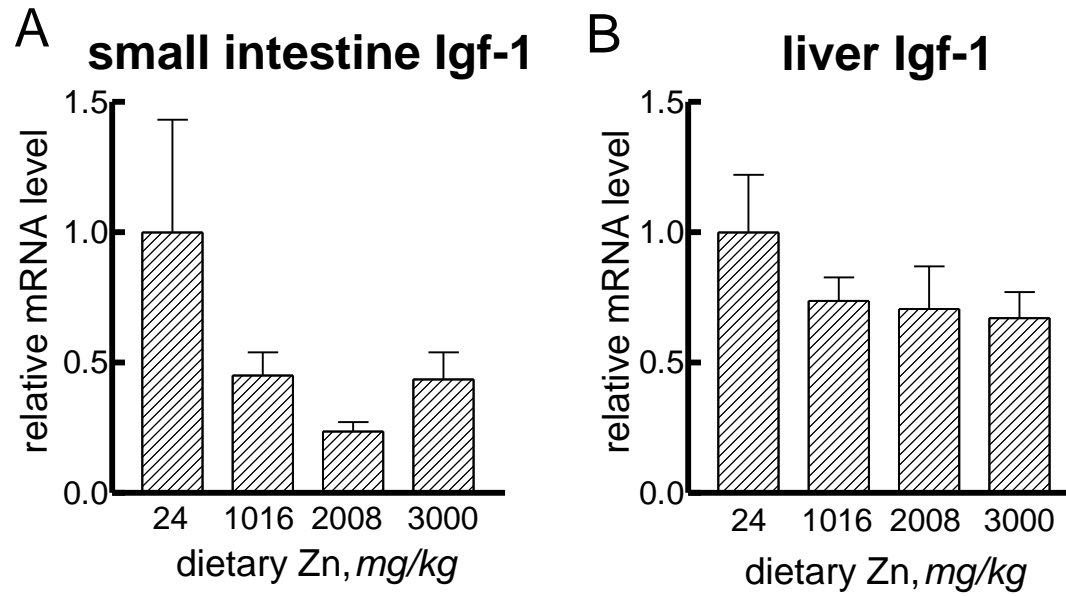 A
small intestine Igf-1
relative mRNA level
1.5
1.0
0.5
0.0
24 1016 2008 3000
dietary Zn, mg/kg
B
liver Igf-1
relative mRNA level
1.5
1.0
0.5
0.0
24 1016 2008 3000
dietary Zn, mg/kg